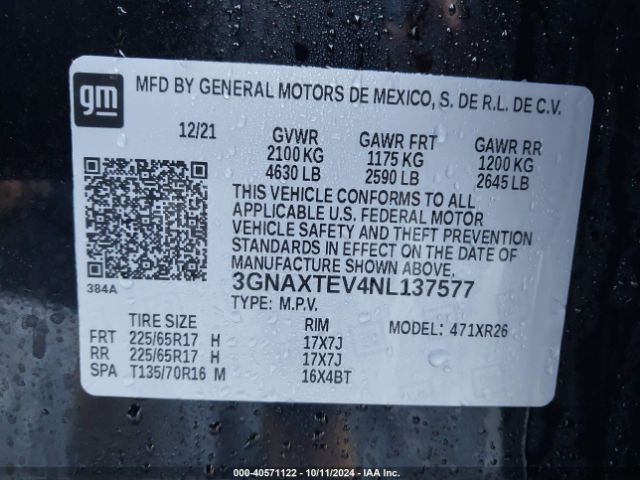 gm
MFD BY GENERAL MOTORS DE MEXICO, S. DE R.L. DE C.V.
12/21 GVWR GAWR FRT GAWR RR
2100 KG 1175 KG 1200 KG
4630 LB 2590 LB 2645 LB
THIS VEHICLE CONFORMS TO ALL
APPLICABLE U.S. FEDERAL MOTOR
VEHICLE SAFETY AND THEFT PREVENTION
STANDARDS IN EFFECT ON THE DATE OF
MANUFACTURE SHOWN ABOVE.
384A
3GNAXTEV4NL137577
TYPE: M.P.V.
TIRE SIZE RIM MODEL: 471XR26
FRT 225/65R17 H 17X7J
RR 225/65R17 H 17X7J
SPA T135/70R16 M 16X4BT
000-40571122 - 10/11/2024 - IAA Inc.